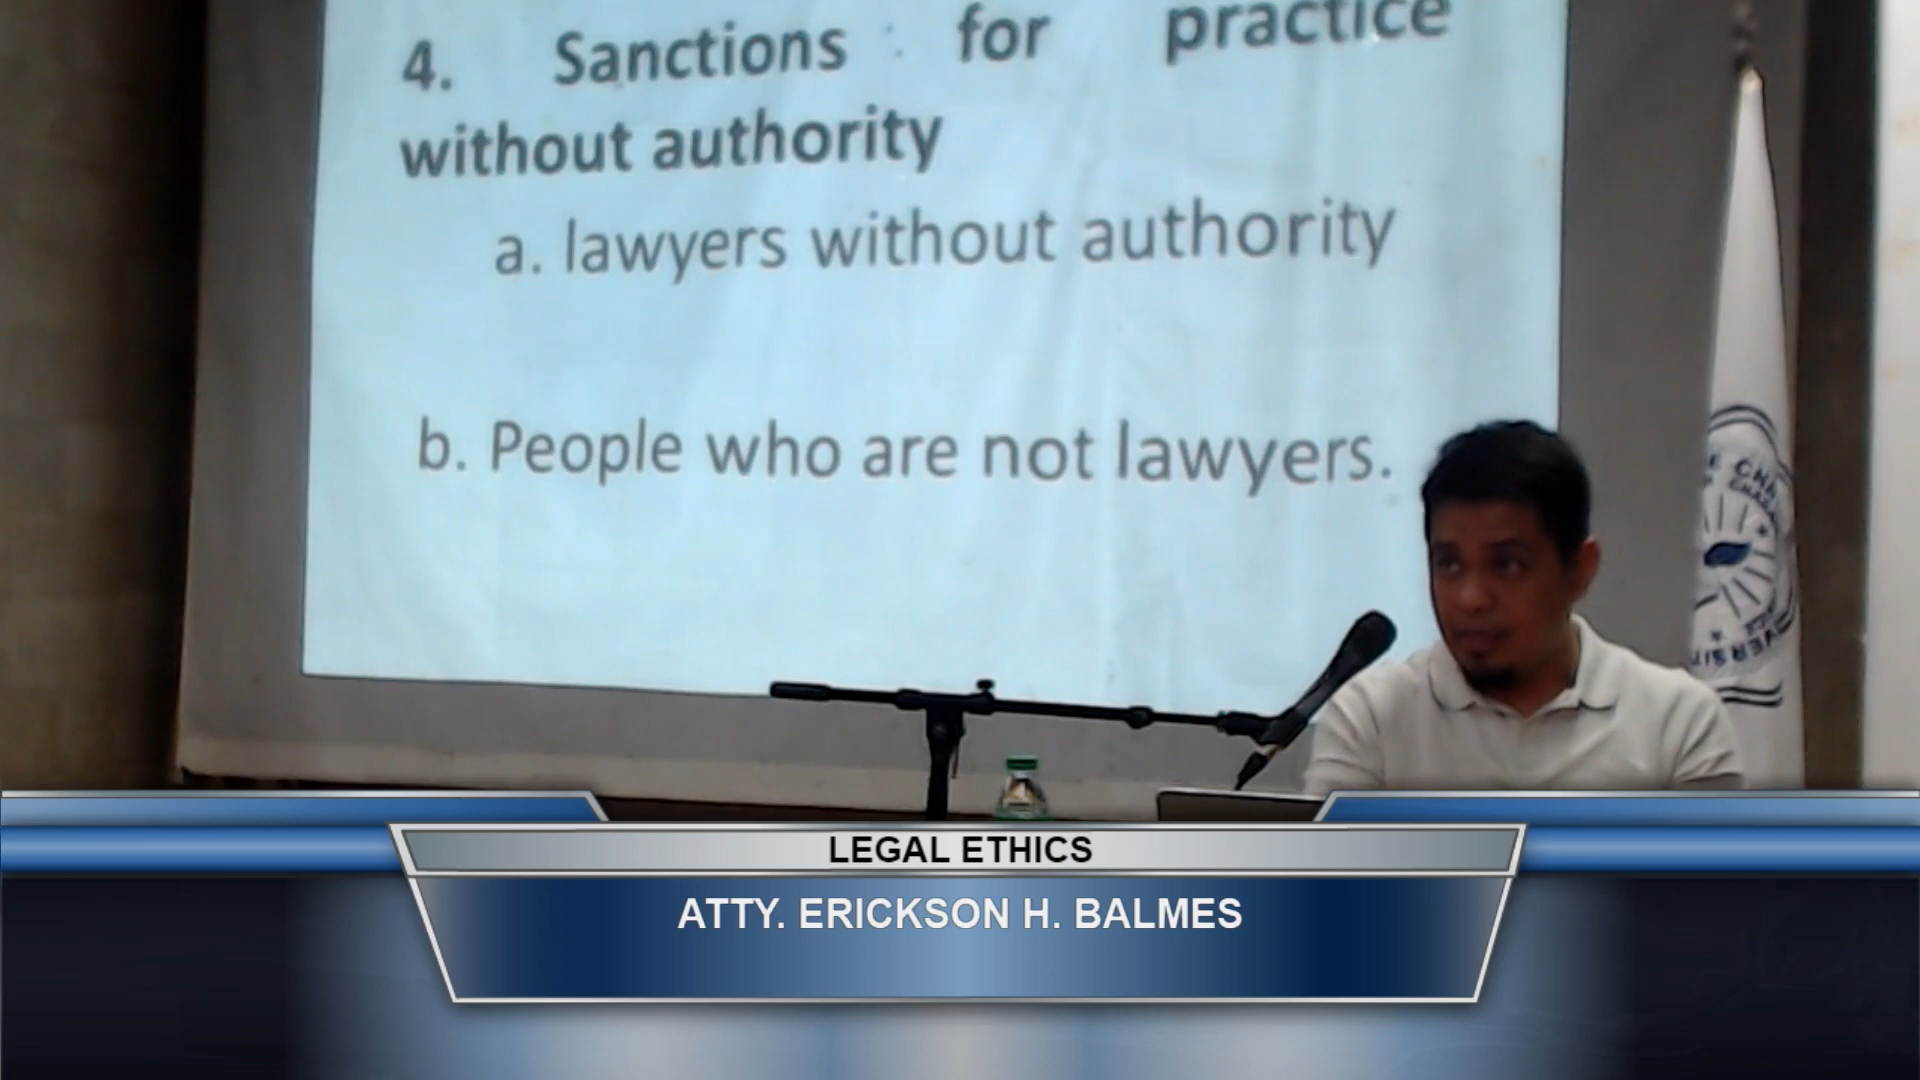 4. Sanctions for practice
without authority
a. lawyers without authority
b. People who are not lawyers.
LEGAL ETHICS
ATTY. ERICKSON H. BALMES